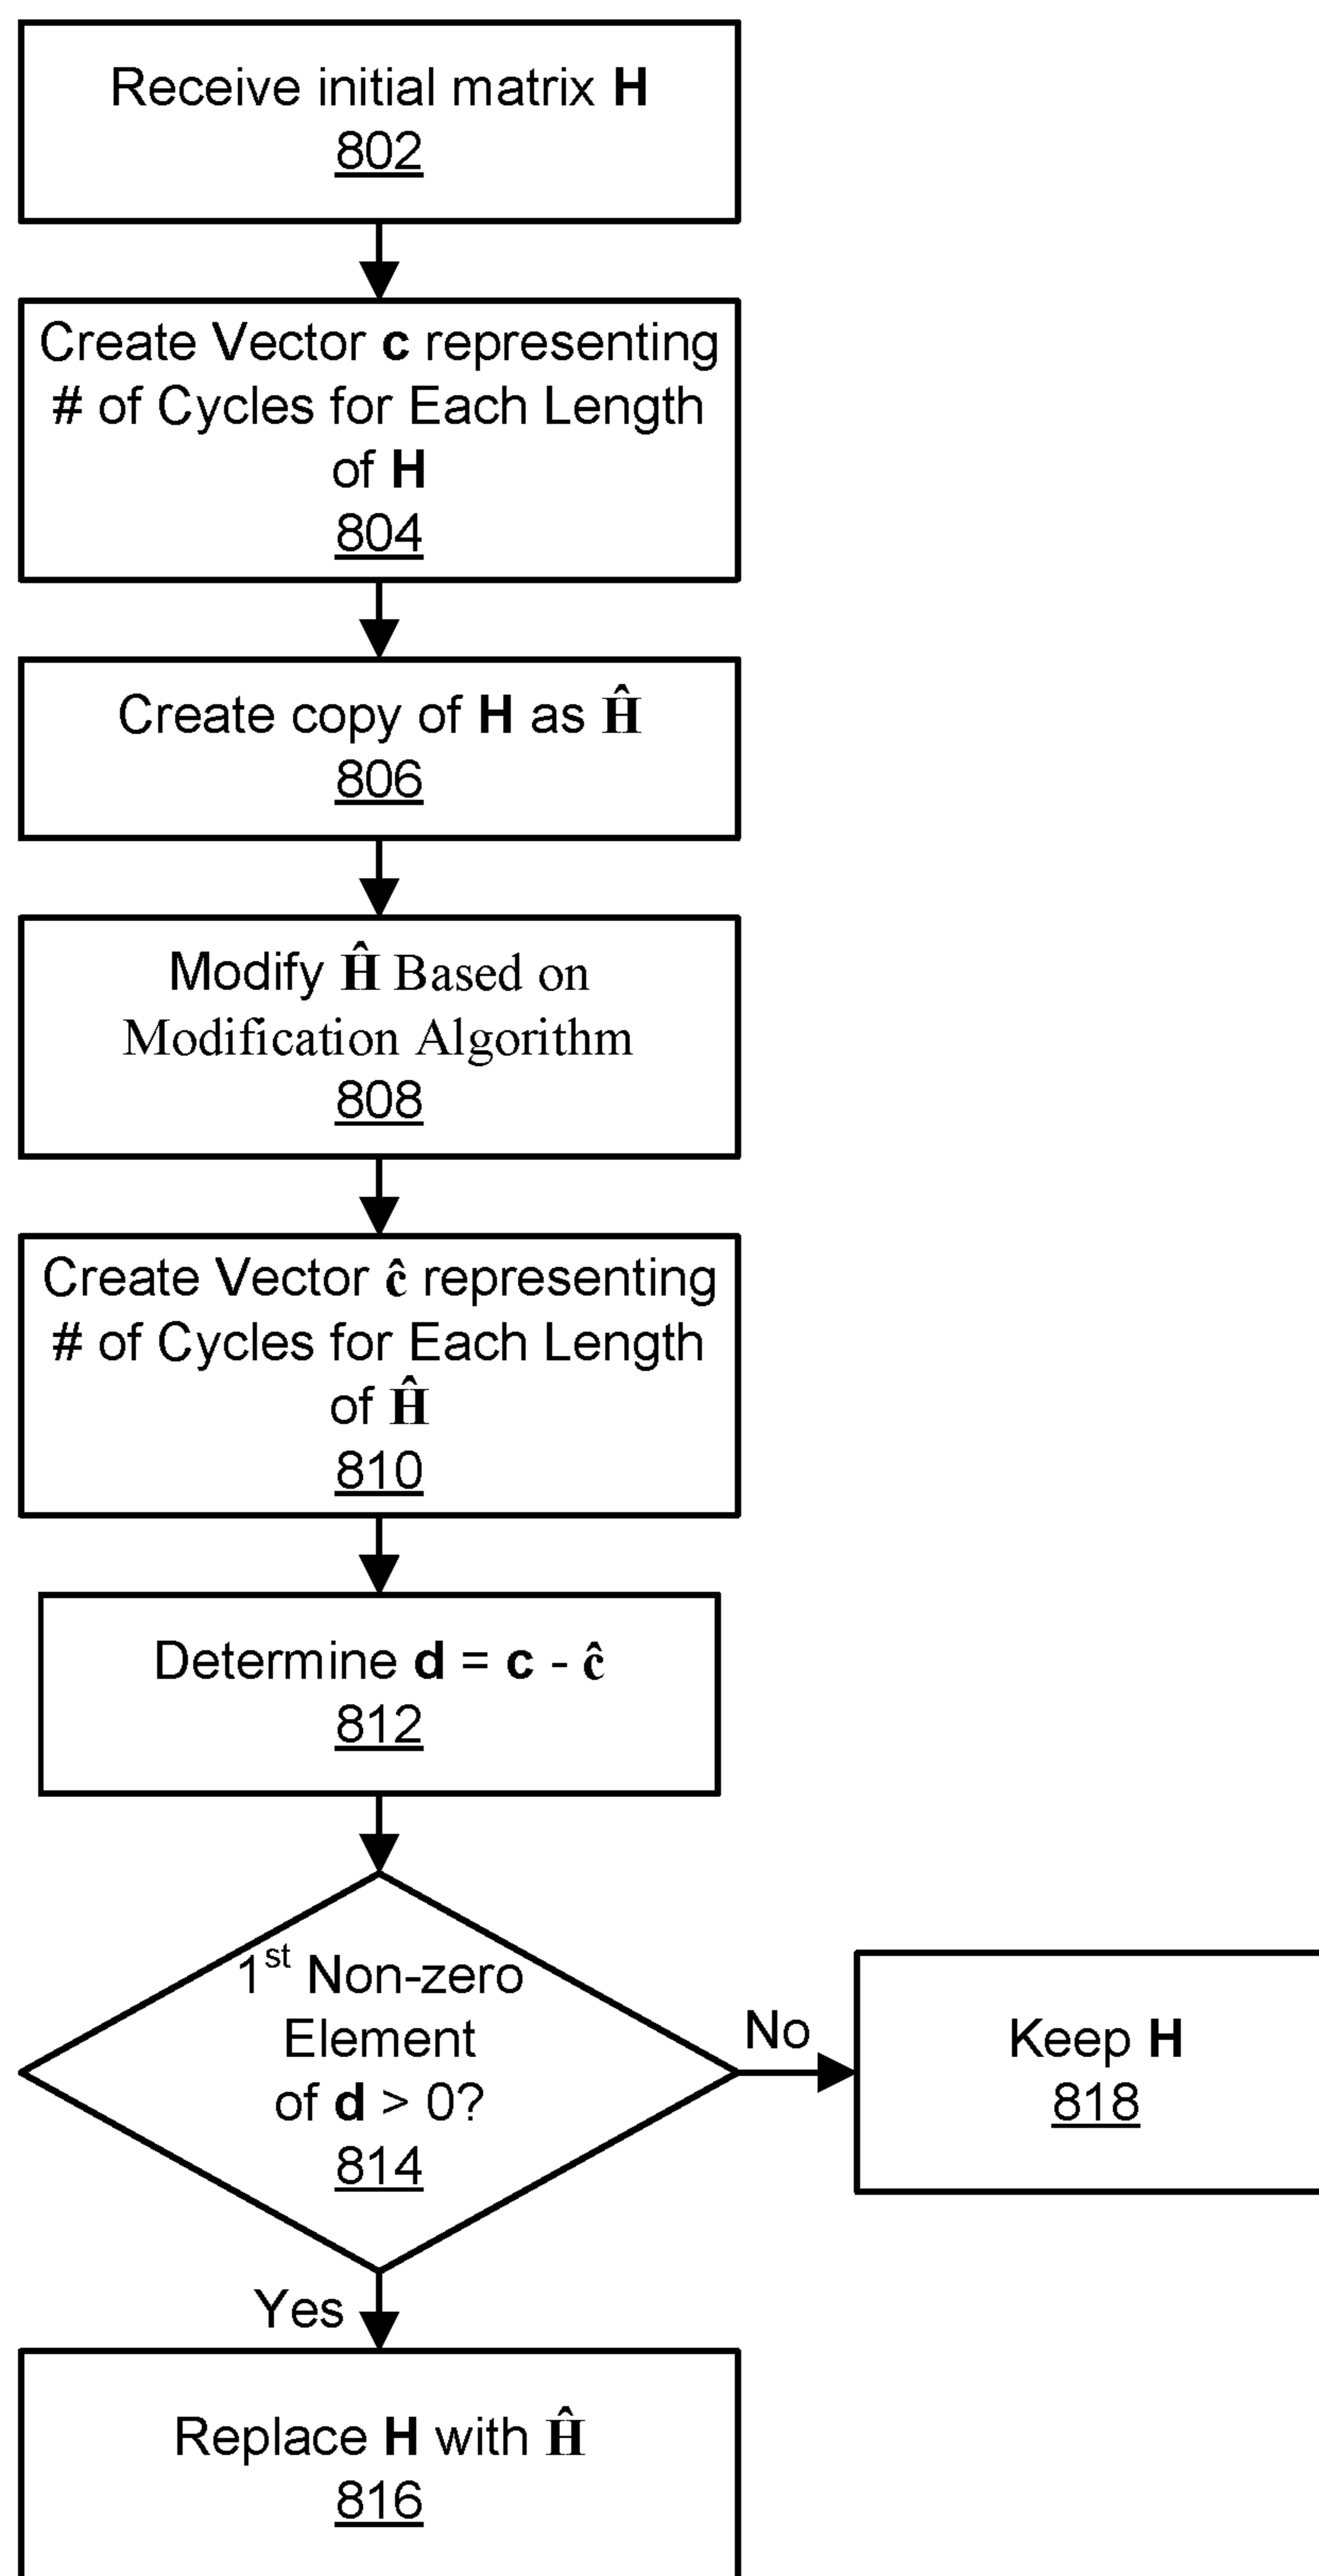 Receive initial matrix H
802
Create Vector c representing
# of Cycles for Each Length
of H
804
Create copy of H as Ĥ
806
Modify Ĥ Based on
Modification Algorithm
808
Create Vector ĉ representing
# of Cycles for Each Length
of Ĥ
810
Determine d = c - ĉ
812
1st Non-zero
Element
of d > 0?
814
No
Keep H
818
Yes
Replace H with Ĥ
816